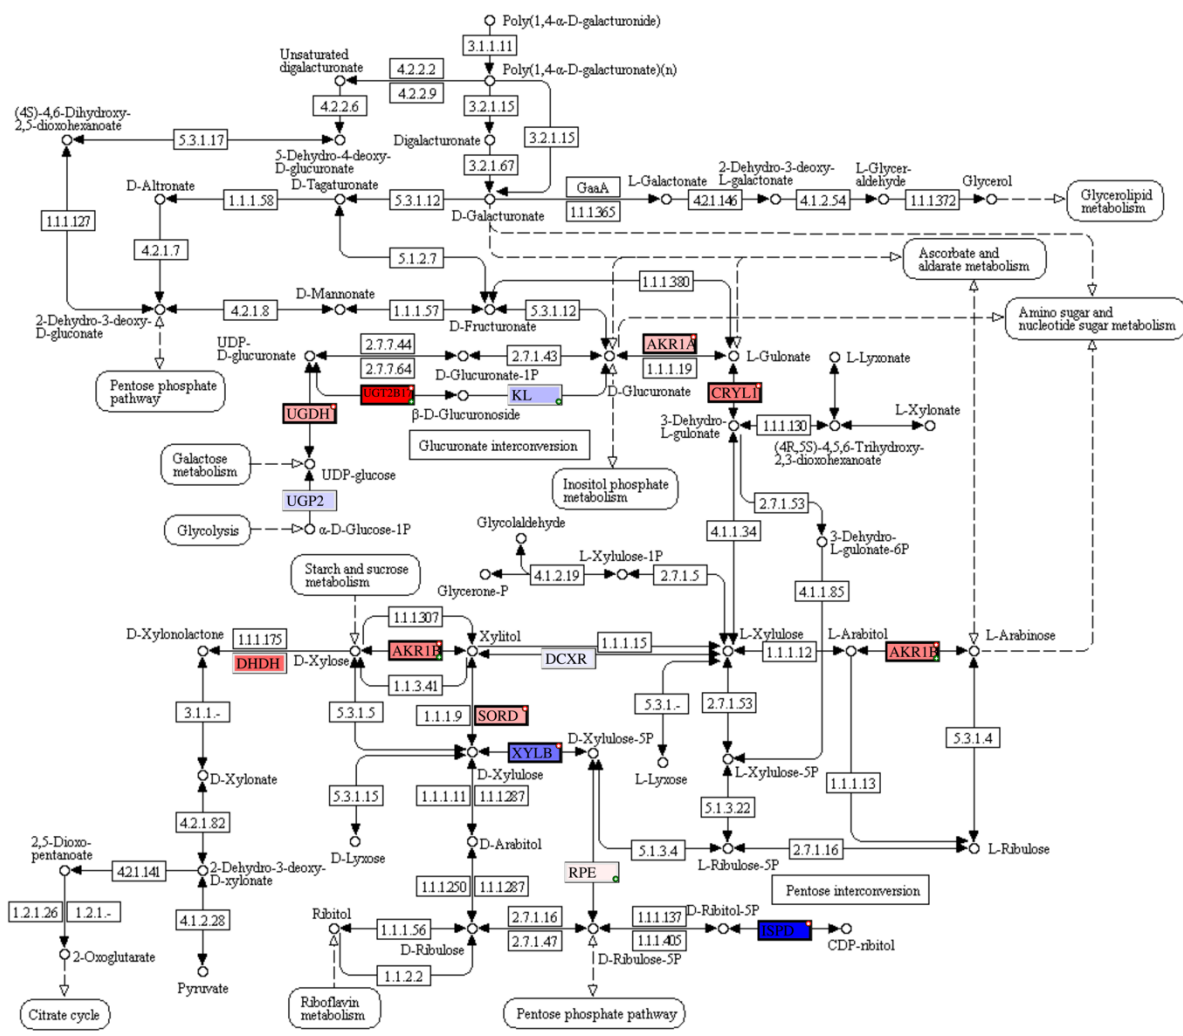 Poly(1,4-α-D-galacturonide)
3.1.1.11
Unsaturated
digalacturonate
4.2.2.2
Poly(1,4-α-D-galacturonate)(n)
4.2.2.9
4.2.2.6
3.2.1.15
(4S)-4,6-Dihydroxy-
2,5-dioxohexanoate
5.3.1.17
Digalacturonate
3.2.1.15
5-Dehydro-4-deoxy-
D-glucuronate
3.2.1.67
D-Altronate
D-Tagaturonate
GaaA
L-Galactonate
2-Dehydro-3-deoxy-
L-galactonate
L-Glycer-
aldehyde
Glycerol
1.1.1.58
5.3.1.12
D-Galacturonate
1.1.1.365
4.2.1.146
4.1.2.54
1.1.1.372
Glycerolipid
metabolism
1.1.1.127
4.2.1.7
5.1.2.7
Ascorbate and
aldarate metabolism
1.1.1.380
D-Mannonate
4.2.1.8
1.1.1.57
5.3.1.12
2-Dehydro-3-deoxy-
D-gluconate
D-Fructuronate
Amino sugar and
nucleotide sugar metabolism
UDP-
D-glucuronate
2.7.7.44
2.7.7.64
D-Glucuronate-1P
2.7.1.43
AKR1A
1.1.1.19
D-Glucuronate
L-Gulonate
L-Lyxonate
Pentose phosphate
pathway
UGT2B1
β-D-Glucuronoside
KL
CRYL1
UGDH
Glucuronate interconversion
3-Dehydro-
L-gulonate
1.1.1.130
L-Xylonate
(4R,5S)-4,5,6-Trihydroxy-
2,3-dioxohexanoate
Galactose
metabolism
UDP-glucose
Inositol phosphate
metabolism
UGP2
2.7.1.53
Glycolysis
α-D-Glucose-1P
Glycolaldehyde
4.1.1.34
3-Dehydro-
L-gulonate-6P
L-Xylulose-1P
Starch and sucrose
metabolism
Glycerone-P
4.1.2.19
2.7.1.5
4.1.1.85
1.1.1.307
D-Xylonolactone
1.1.1.175
Xylitol
1.1.1.15
L-Xylulose
L-Arabitol
L-Arabinose
DHDH
D-Xylose
AKR1B
DCXR
1.1.1.12
AKR1B
1.1.3.41
3.1.1.-
5.3.1.5
1.1.1.9
SORD
5.3.1.-
2.7.1.53
5.3.1.4
D-Xylulose-5P
XYLB
D-Xylulose
D-Xylonate
L-Lyxose
L-Xylulose-5P
1.1.1.13
5.3.1.15
1.1.1.11
1.1.1.287
4.2.1.82
5.1.3.22
2,5-Dioxo-
pentanoate
D-Lyxose
D-Arabitol
5.1.3.4
2.7.1.16
L-Ribulose
L-Ribulose-5P
4.2.1.141
2-Dehydro-3-deoxy-
D-xylonate
RPE
1.1.1.250
1.1.1.287
Pentose interconversion
1.2.1.26
1.2.1.-
4.1.2.28
Ribitol
1.1.1.56
D-Ribulose
2.7.1.16
2.7.1.47
1.1.1.137
1.1.1.405
D-Ribulose-5P
D-Ribitol-5P
ISPD
CDP-ribitol
2-Oxoglutarate
Pyruvate
1.1.2.2
Citrate cycle
Riboflavin
metabolism
Pentose phosphate pathway